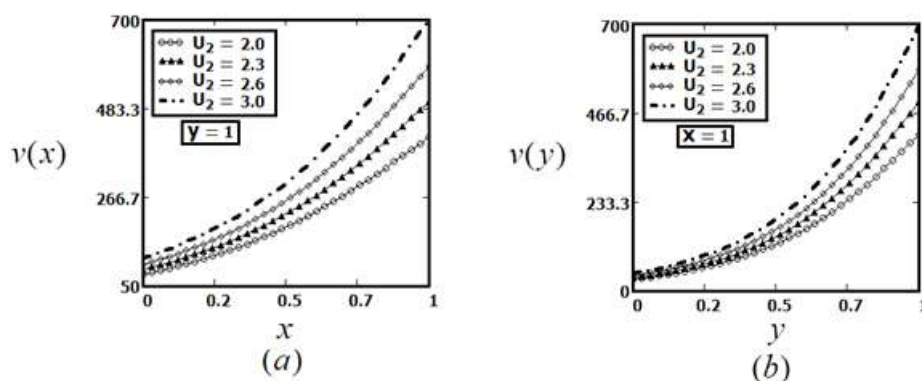 700
U₂ = 2.0
U₂ = 2.3
U₂ = 2.6
U₂ = 3.0
y = 1
483.3
v(x)
266.7
50
0 0.2 0.5 0.7 1
x
(a)
700
U₂ = 2.0
U₂ = 2.3
U₂ = 2.6
U₂ = 3.0
X = 1
466.7
v(y)
233.3
0
0 0.2 0.5 0.7 1
y
(b)